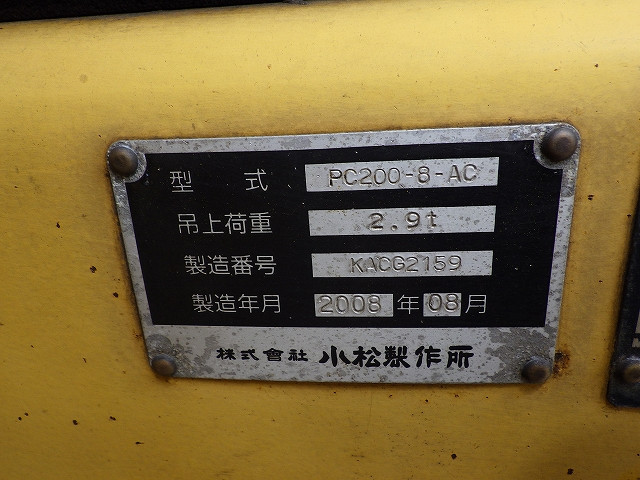 型 式 PC200-8-AC
吊上荷重 2.9t
製造番号 KACG2159
製造年月 2008 年 08 月
株式會社 小松製作所